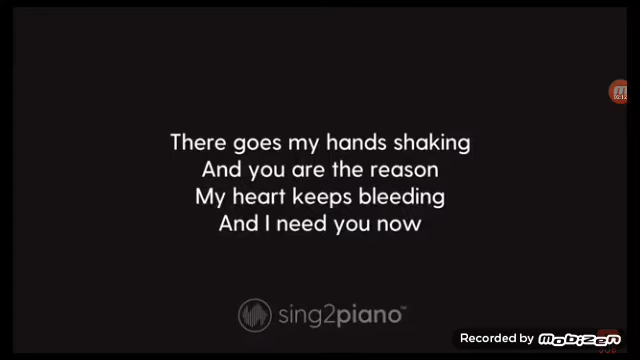 There goes my hands shaking
And you are the reason
My heart keeps bleeding
And I need you now
sing2piano™
Recorded by Mobizen